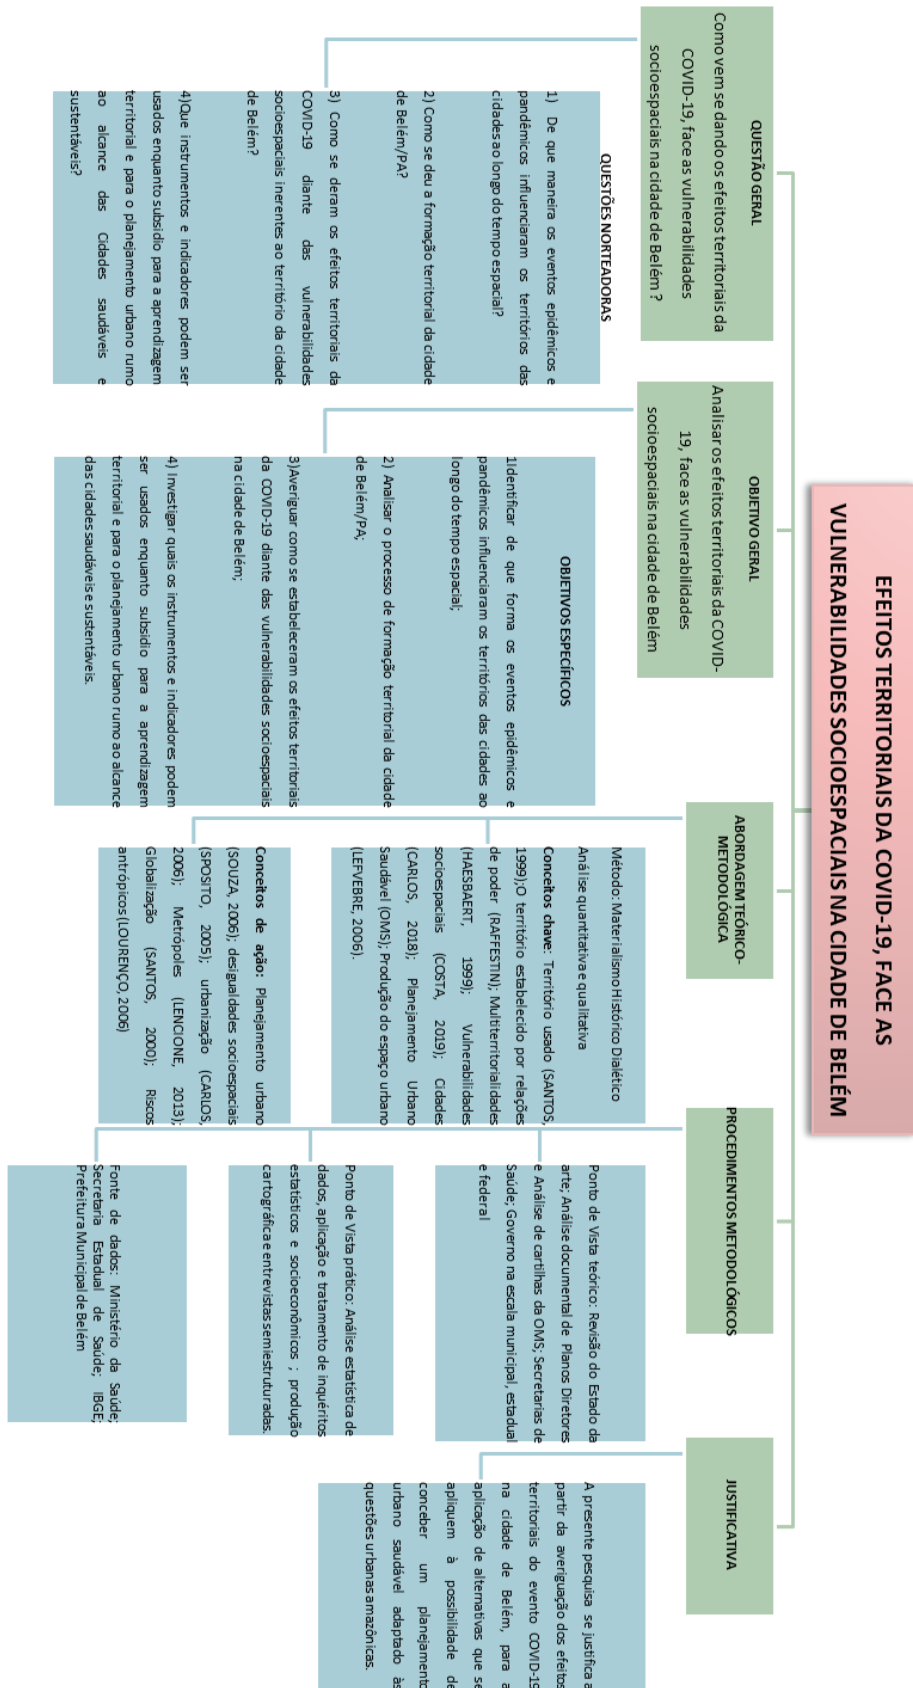 EFEITOS TERRITORIAIS DA COVID-19, FACE AS
VULNERABILIDADES SOCIOESPACIAIS NA CIDADE DE BELÉM
QUESTÃO GERAL
Como vem se dando os efeitos territoriais da
COVID-19, face as vulnerabilidades
socioespaciais na cidade de Belém ?
QUESTÕES NORTEADORAS
1) De que maneira os eventos epidêmicos e
pandêmicos influenciaram os territórios das
cidades ao longo do tempo espacial?
2) Como se deu a formação territorial da cidade
de Belém/PA?
3) Como se deram os efeitos territoriais da
COVID-19 diante das vulnerabilidades
socioespaciais inerentes ao território da cidade
de Belém?
4)Que instrumentos e indicadores podem ser
usados enquanto subsidio para a aprendizagem
territorial e para o planejamento urbano rumo
ao alcance das Cidades saudáveis e
sustentáveis?
OBJETIVO GERAL
Analisar os efeitos territoriais da COVID-
19, face as vulnerabilidades
socioespaciais na cidade de Belém
OBJETIVOS ESPECÍFICOS
1Identificar de que forma os eventos epidêmicos e
pandêmicos influenciaram os territórios das cidades ao
longo do tempo espacial;
2) Analisar o processo de formação territorial da cidade
de Belém/PA;
3)Averiguar como se estabeleceram os efeitos territoriais
da COVID-19 diante das vulnerabilidades socioespaciais
na cidade de Belém;
4) Investigar quais os instrumentos e indicadores podem
ser usados enquanto subsidio para a aprendizagem
territorial e para o planejamento urbano rumo ao alcance
das cidades saudáveis e sustentáveis.
ABORDAGEM TEÓRICO-
METODOLÓGICA
Método: Materialismo Histórico Dialético
Análise quantitativa e qualitativa
Conceitos chave: Território usado (SANTOS,
1999);O território estabelecido por relações
de poder (RAFFESTIN); Multiterritorialidades
(HAESBAERT, 1999); Vulnerabilidades
socioespaciais (COSTA, 2019); Cidades
(CARLOS, 2018); Planejamento Urbano
Saudável (OMS); Produção do espaço urbano
(LEFVEBRE, 2006).
Conceitos de ação: Planejamento urbano
(SOUZA, 2006); desigualdades socioespaciais
(SPOSITO, 2005); urbanização (CARLOS,
2006); Metrópoles (LENCIONE, 2013);
Globalização (SANTOS, 2000); Riscos
antrópicos (LOURENÇO, 2006)
PROCEDIMENTOS METODOLÓGICOS
Ponto de Vista teórico: Revisão do Estado da
arte; Análise documental de Planos Diretores
e Análise de cartilhas da OMS; Secretarias de
Saúde; Governo na escala municipal, estadual
e federal
Ponto de Vista prático: Análise estatística de
dados, aplicação e tratamento de inquéritos
estatísticos e socioeconômicos ; produção
cartográfica e entrevistas semiestruturadas.
Fonte de dados: Ministério da Saúde;
Secretaria Estadual de Saúde; IBGE;
Prefeitura Municipal de Belém
JUSTIFICATIVA
A presente pesquisa se justifica a
partir da averiguação dos efeitos
territoriais do evento COVID-19
na cidade de Belém, para a
aplicação de alternativas que se
apliquem à possibilidade de
conceber um planejamento
urbano saudável adaptado às
questões urbanas amazônicas.